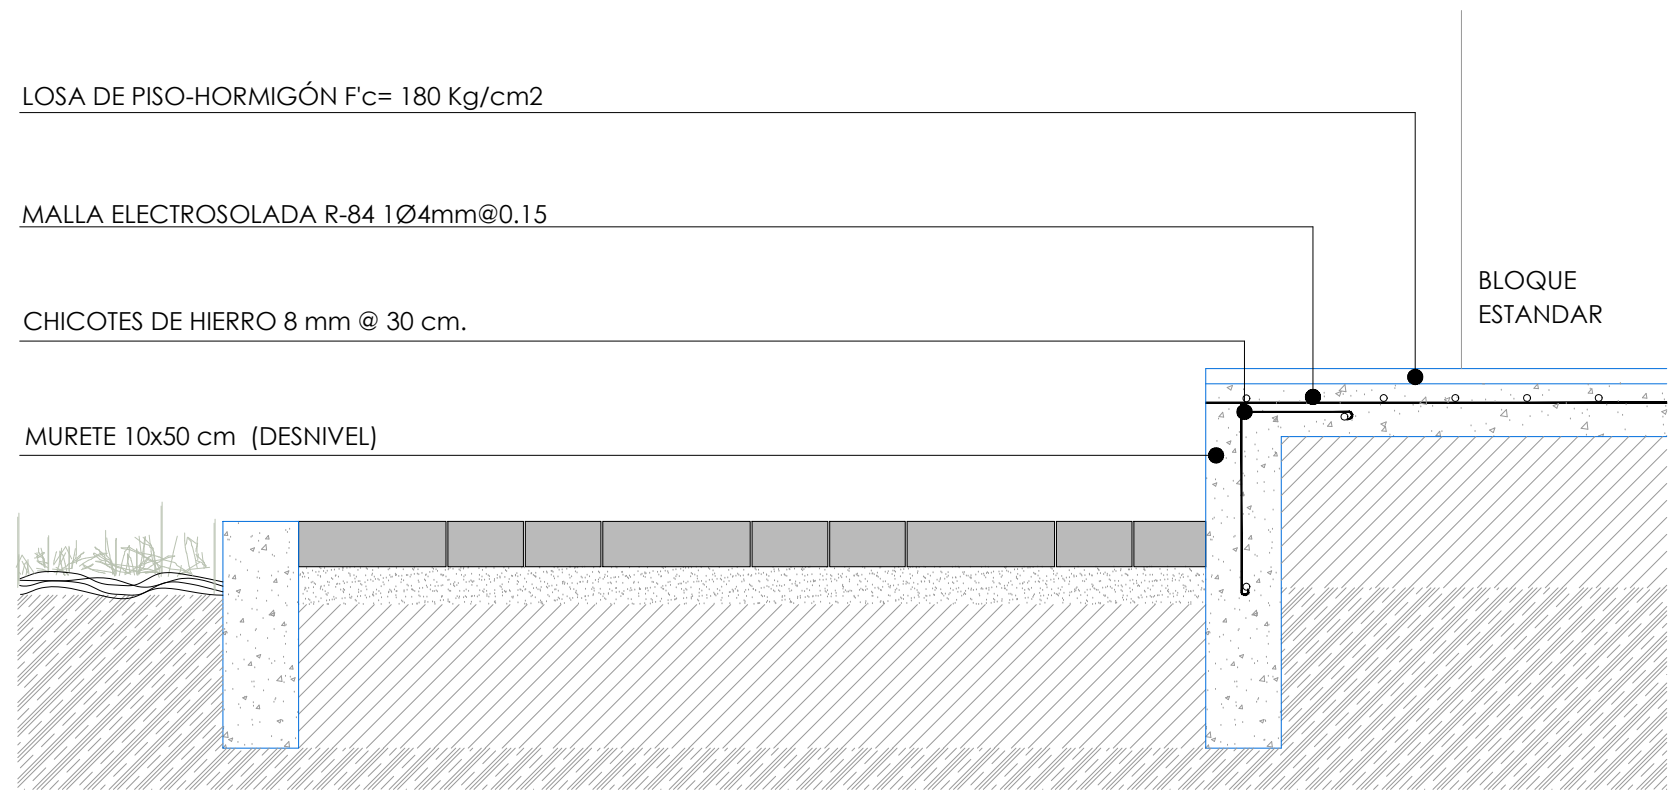 LOSA DE PISO-HORMIGÓN F'c= 180 Kg/cm2
MALLA ELECTROSOLADA R-84 1Ø4mm@0.15
CHICOTES DE HIERRO 8 mm @ 30 cm.
MURETE 10x50 cm (DESNIVEL)
BLOQUE
ESTANDAR